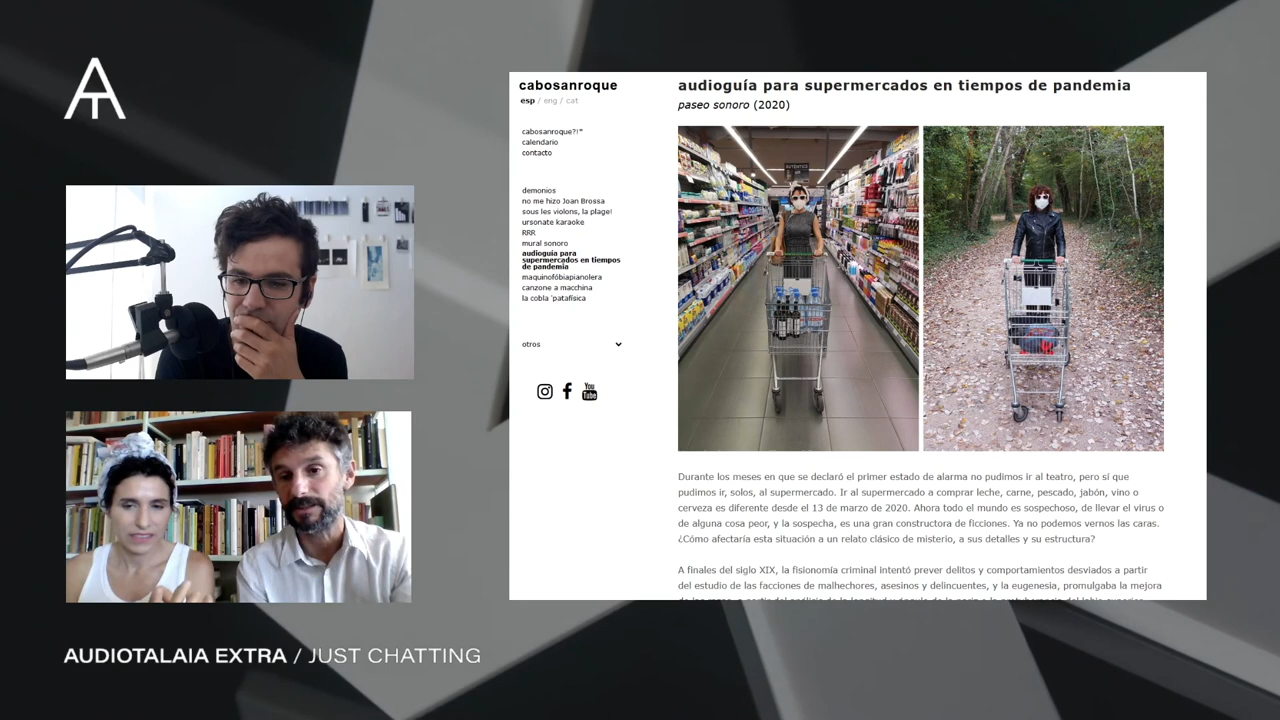 AT
cabosanroque
esp / eng / cat
cabosanroque?!*
calendario
contacto
demonios
no me hizo Joan Brossa
sous les violons, la plage!
ursonate karaoke
RRR
mural sonoro
audioguía para
supermercados en tiempos
de pandemia
maquinofòbiapianolera
canzone a macchina
la cobla 'patafísica
otros
You
Tube
audioguía para supermercados en tiempos de pandemia
paseo sonoro (2020)
Durante los meses en que se declaró el primer estado de alarma no pudimos ir al teatro, pero sí que
pudimos ir, solos, al supermercado. Ir al supermercado a comprar leche, carne, pescado, jabón, vino o
cerveza es diferente desde el 13 de marzo de 2020. Ahora todo el mundo es sospechoso, de llevar el virus o
de alguna cosa peor, y la sospecha, es una gran constructora de ficciones. Ya no podemos vernos las caras.
¿Cómo afectaría esta situación a un relato clásico de misterio, a sus detalles y su estructura?
A finales del siglo XIX, la fisionomía criminal intentó prever delitos y comportamientos desviados a partir
del estudio de las facciones de malhechores, asesinos y delincuentes, y la eugenesia, promulgaba la mejora
AUDIOTALAIA EXTRA / JUST CHATTING